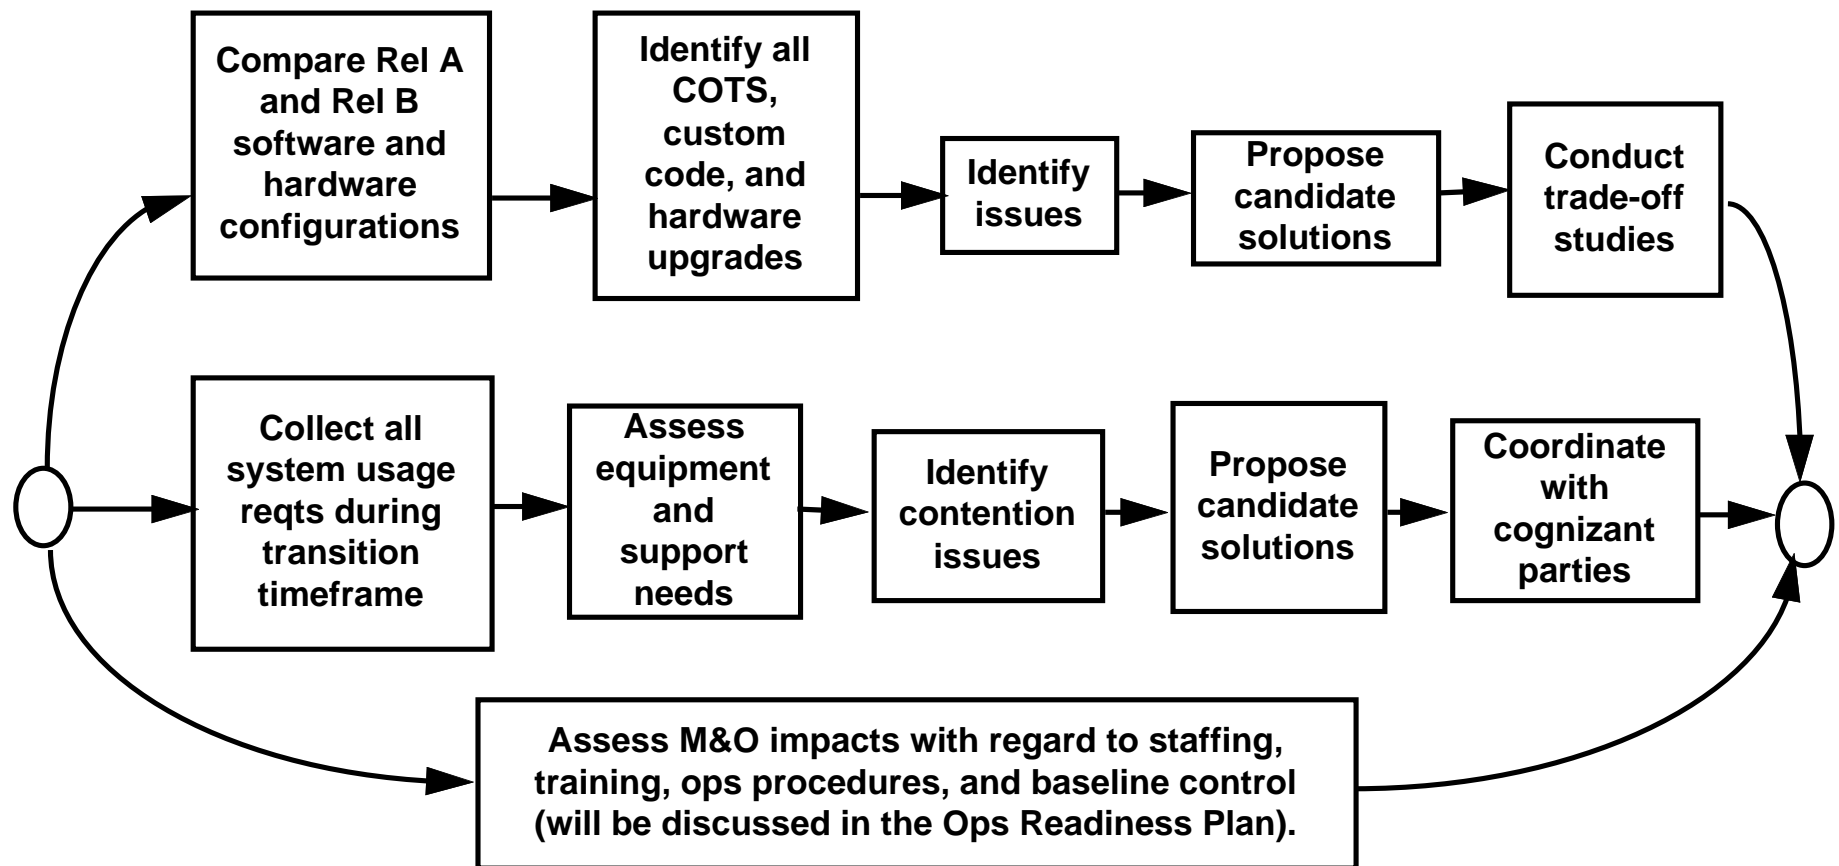 Compare Rel A
and Rel B
software and
hardware
configurations
Identify all
COTS,
custom
code, and
hardware
upgrades
Identify
issues
Propose
candidate
solutions
Conduct
trade-off
studies
Collect all
system usage
reqts during
transition
timeframe
Assess
equipment
and
support
needs
Identify
contention
issues
Propose
candidate
solutions
Coordinate
with
cognizant
parties
Assess M&O impacts with regard to staffing,
training, ops procedures, and baseline control
(will be discussed in the Ops Readiness Plan).